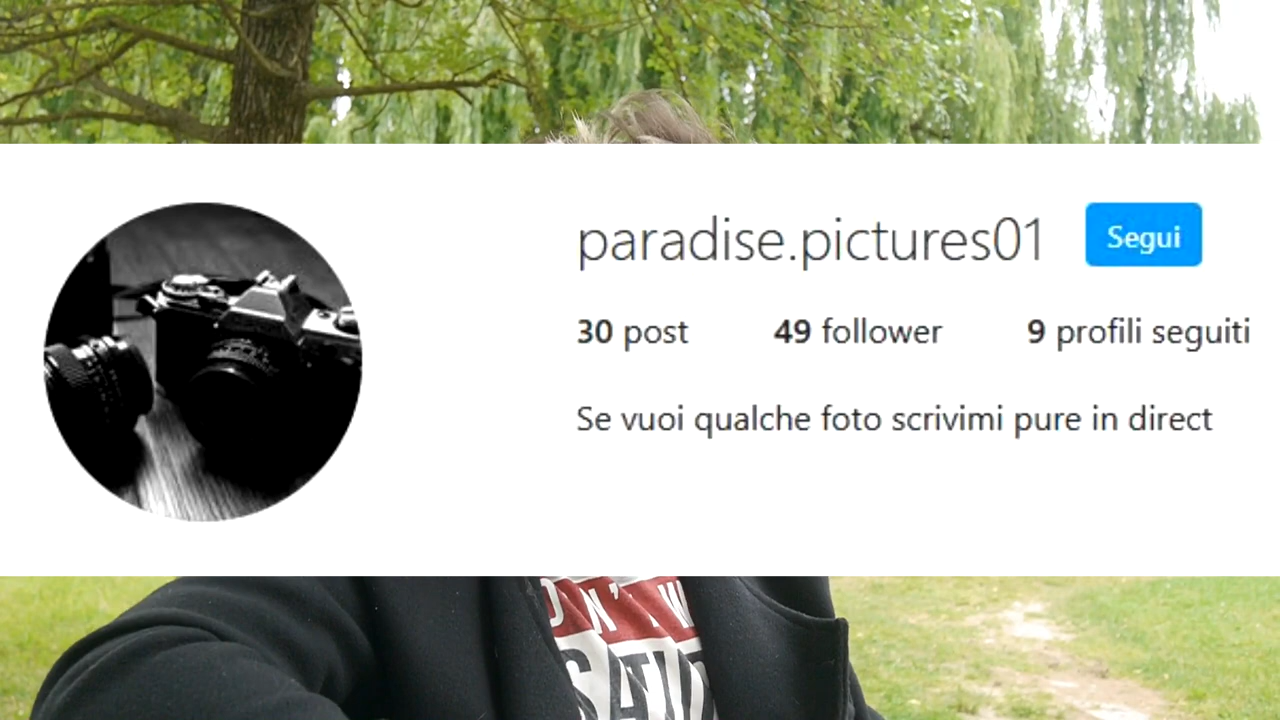 paradise.pictures01 Segui
30 post 49 follower 9 profili seguiti
Se vuoi qualche foto scrivimi pure in direct